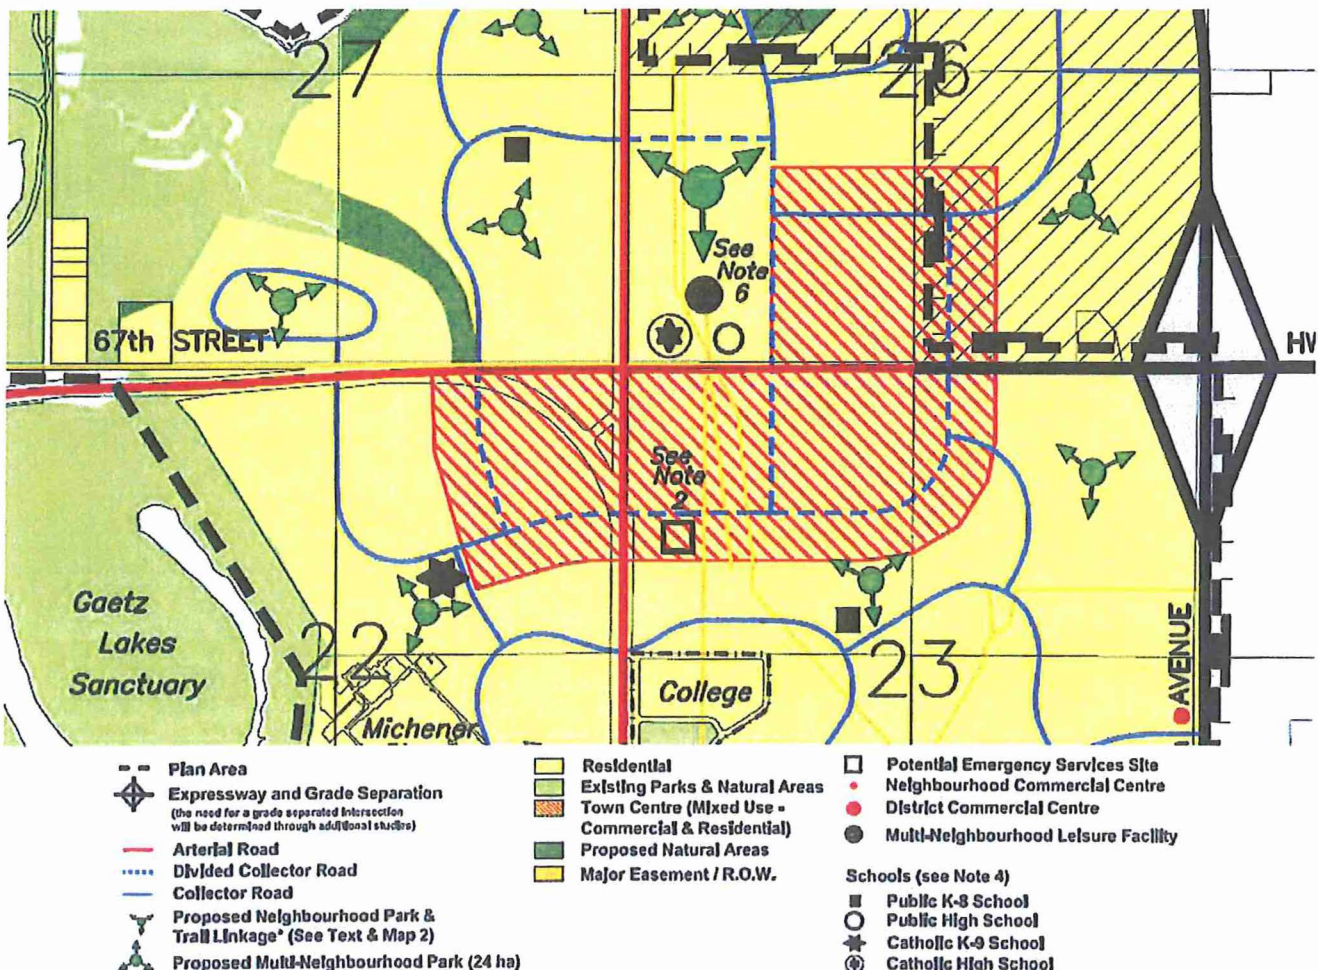 27
26
See
Note
6
67th STREET
HW
See
Note
2
Gaetz
Lakes
Sanctuary
22
23
College
Michener
AVENUE
Plan Area
Expressway and Grade Separation
(the need for a grade separated intersection
will be determined through additional studies)
Arterial Road
Divided Collector Road
Collector Road
Proposed Neighbourhood Park &
Trail Linkage* (See Text & Map 2)
Proposed Multi-Neighbourhood Park (24 ha)
Residential
Existing Parks & Natural Areas
Town Centre (Mixed Use -
Commercial & Residential)
Proposed Natural Areas
Major Easement / R.O.W.
Potential Emergency Services Site
Neighbourhood Commercial Centre
District Commercial Centre
Multi-Neighbourhood Leisure Facility
Schools (see Note 4)
Public K-8 School
Public High School
Catholic K-9 School
Catholic High School